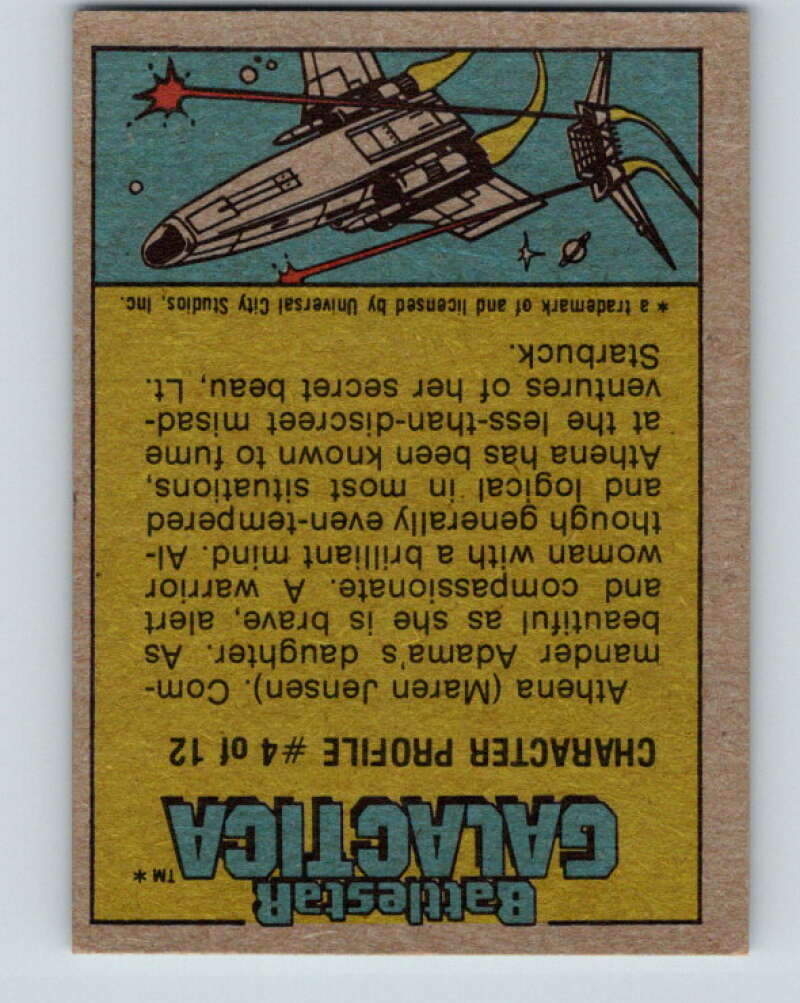 Battlestar
GALACTICA ™*
CHARACTER PROFILE #4 of 12
Athena (Maren Jensen). Com-
mander Adama's daughter. As
beautiful as she is brave, alert
and compassionate. A warrior
woman with a brilliant mind. Al-
though generally even-tempered
and logical in most situations,
Athena has been known to fume
at the less-than-discreet misad-
ventures of her secret beau, Lt.
Starbuck.
* a trademark of and licensed by Universal City Studios, Inc.